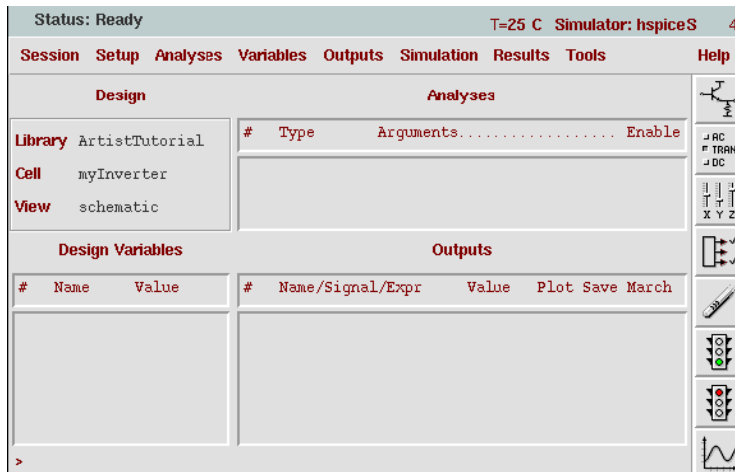 Status: Ready T=25 C Simulator: hspiceS 4
Session Setup Analyses Variables Outputs Simulation Results Tools Help
Design
Analyses
Library ArtistTutorial
Cell myInverter
View schematic
# Type Arguments.................. Enable
AC
TRAN
DC
X Y Z
Design Variables
Outputs
# Name Value
# Name/Signal/Expr Value Plot Save March
>